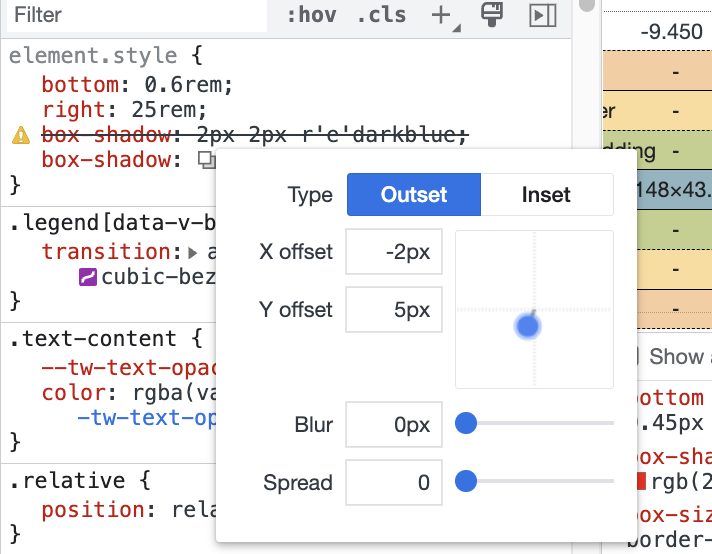 Filter
:hov .cls
element.style {
bottom: 0.6rem;
right: 25rem;
box-shadow: 2px 2px r'e'darkblue;
box-shadow:
}
.legend[data-v-b
transition: a
cubic-bez
}
.text-content {
--tw-text-opac
color: rgba(va
-tw-text-op
}
.relative {
position: rela
}
Type Outset Inset
X offset -2px
Y offset 5px
Blur 0px
Spread 0
-9.450
-
er -
dding -
148×43.
-
-
-
Show a
ottom
.45px
ox-sha
rgb(2
ox-siz
border-